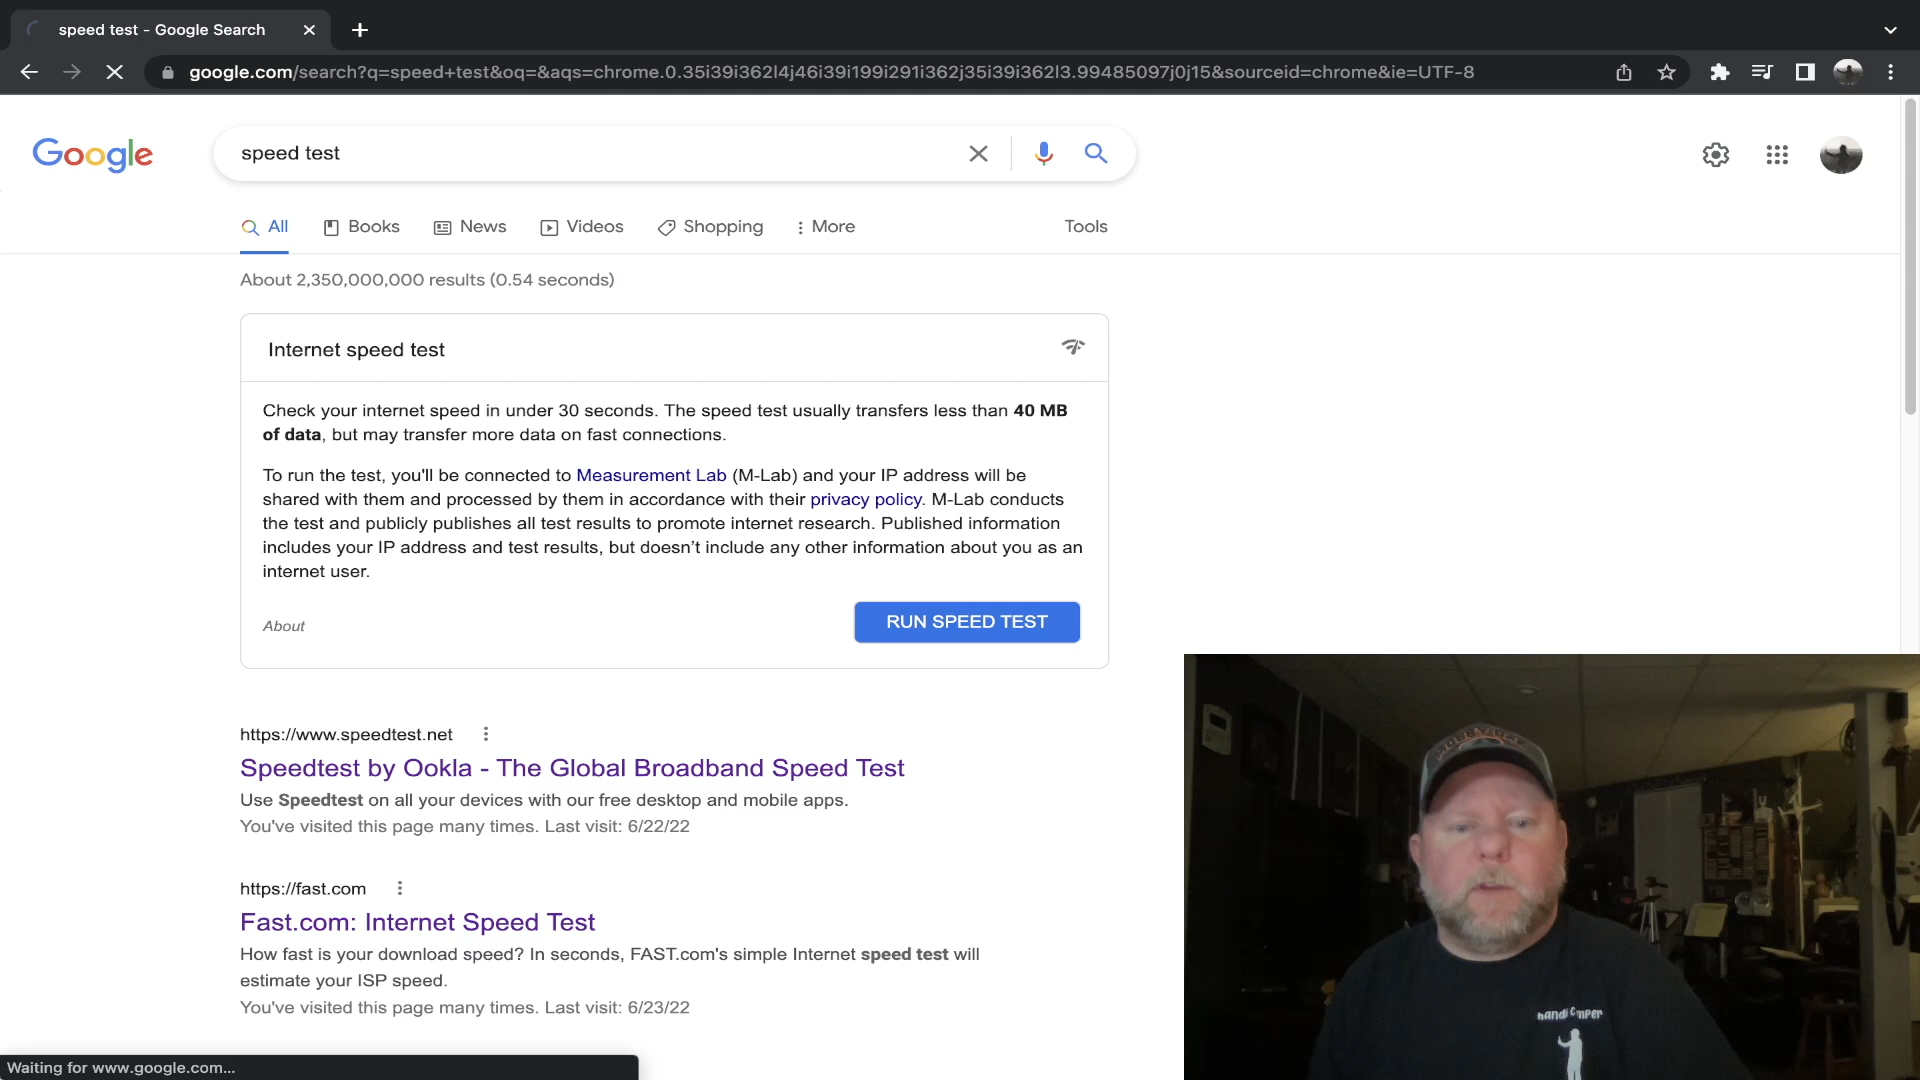 speed test - Google Search
google.com/search?q=speed+test&oq=&aqs=chrome.0.35i39i362l4j46i39i199i291i362j35i39i362l3.99485097j0j15&sourceid=chrome&ie=UTF-8
Google
speed test
All Books News Videos Shopping More Tools
About 2,350,000,000 results (0.54 seconds)
Internet speed test
Check your internet speed in under 30 seconds. The speed test usually transfers less than 40 MB
of data, but may transfer more data on fast connections.
To run the test, you'll be connected to Measurement Lab (M-Lab) and your IP address will be
shared with them and processed by them in accordance with their privacy policy. M-Lab conducts
the test and publicly publishes all test results to promote internet research. Published information
includes your IP address and test results, but doesn’t include any other information about you as an
internet user.
About
RUN SPEED TEST
https://www.speedtest.net
Speedtest by Ookla - The Global Broadband Speed Test
Use Speedtest on all your devices with our free desktop and mobile apps.
You've visited this page many times. Last visit: 6/22/22
https://fast.com
Fast.com: Internet Speed Test
How fast is your download speed? In seconds, FAST.com's simple Internet speed test will
estimate your ISP speed.
You've visited this page many times. Last visit: 6/23/22
Waiting for www.google.com...